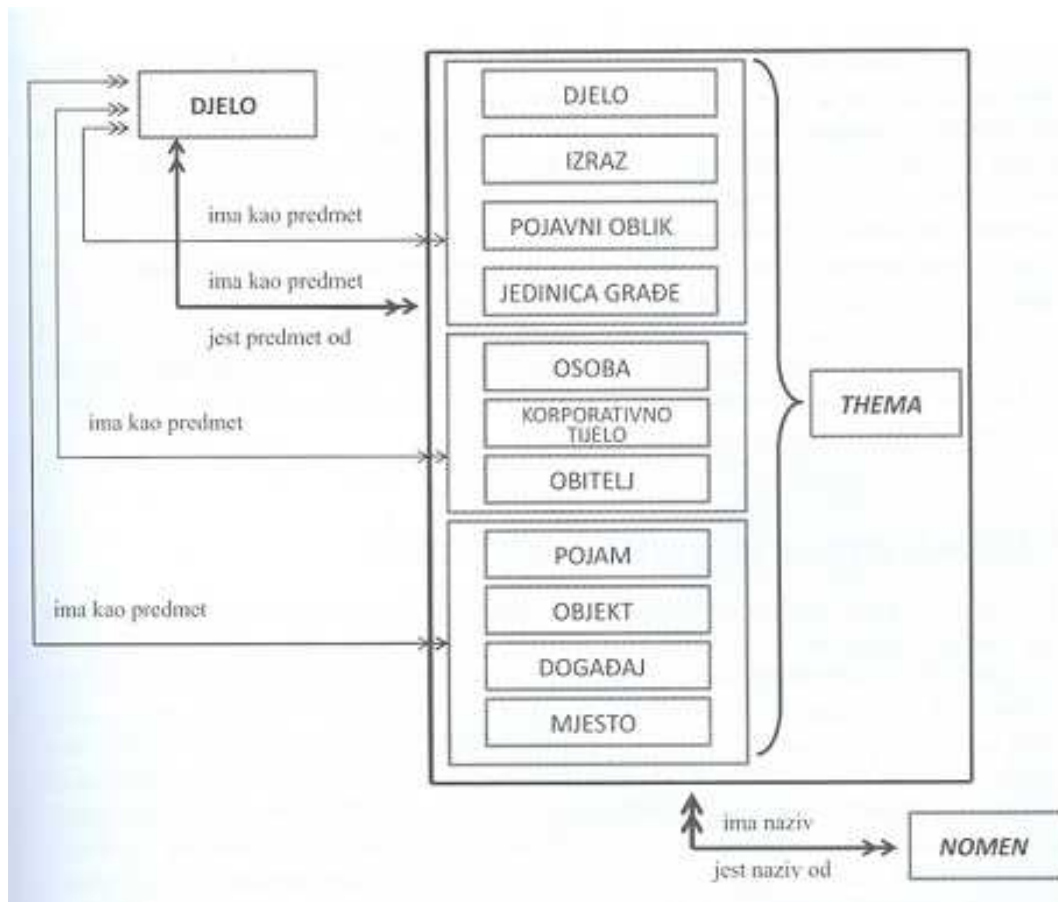 DJELO
ima kao predmet
ima kao predmet
jest predmet od
ima kao predmet
ima kao predmet
DJELO
IZRAZ
POJAVNI OBLIK
JEDINICA GRAĐE
OSOBA
KORPORATIVNO
TIJELO
OBITELJ
POJAM
OBJEKT
DOGAĐAJ
MJESTO
THEMA
ima naziv
jest naziv od
NOMEN